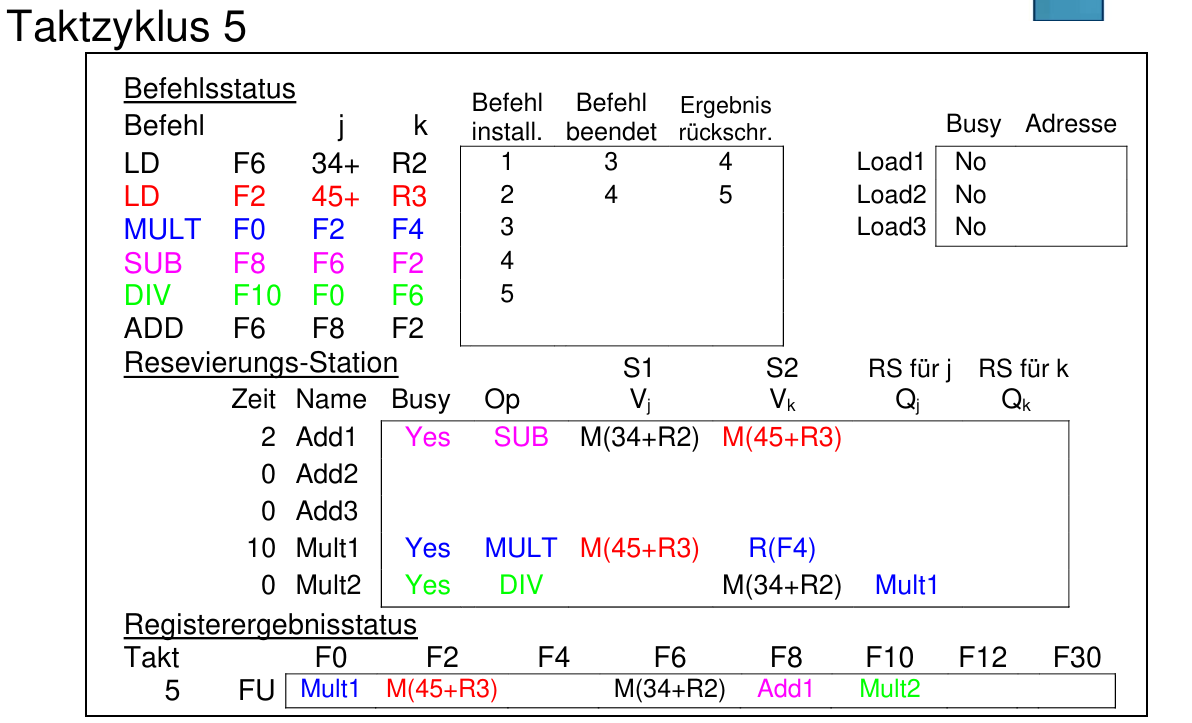 Taktzyklus 5
Befehlsstatus
Befehl Befehl Ergebnis
Befehl j k install. beendet rückschr. Busy Adresse
LD F6 34+ R2 1 3 4 Load1 No
LD F2 45+ R3 2 4 5 Load2 No
MULT F0 F2 F4 3 Load3 No
SUB F8 F6 F2 4
DIV F10 F0 F6 5
ADD F6 F8 F2
Resevierungs-Station S1 S2 RS für j RS für k
Zeit Name Busy Op Vj Vk Qj Qk
2 Add1 Yes SUB M(34+R2) M(45+R3)
0 Add2
0 Add3
10 Mult1 Yes MULT M(45+R3) R(F4)
0 Mult2 Yes DIV M(34+R2) Mult1
Registerergebnisstatus
Takt F0 F2 F4 F6 F8 F10 F12 F30
5 FU Mult1 M(45+R3) M(34+R2) Add1 Mult2